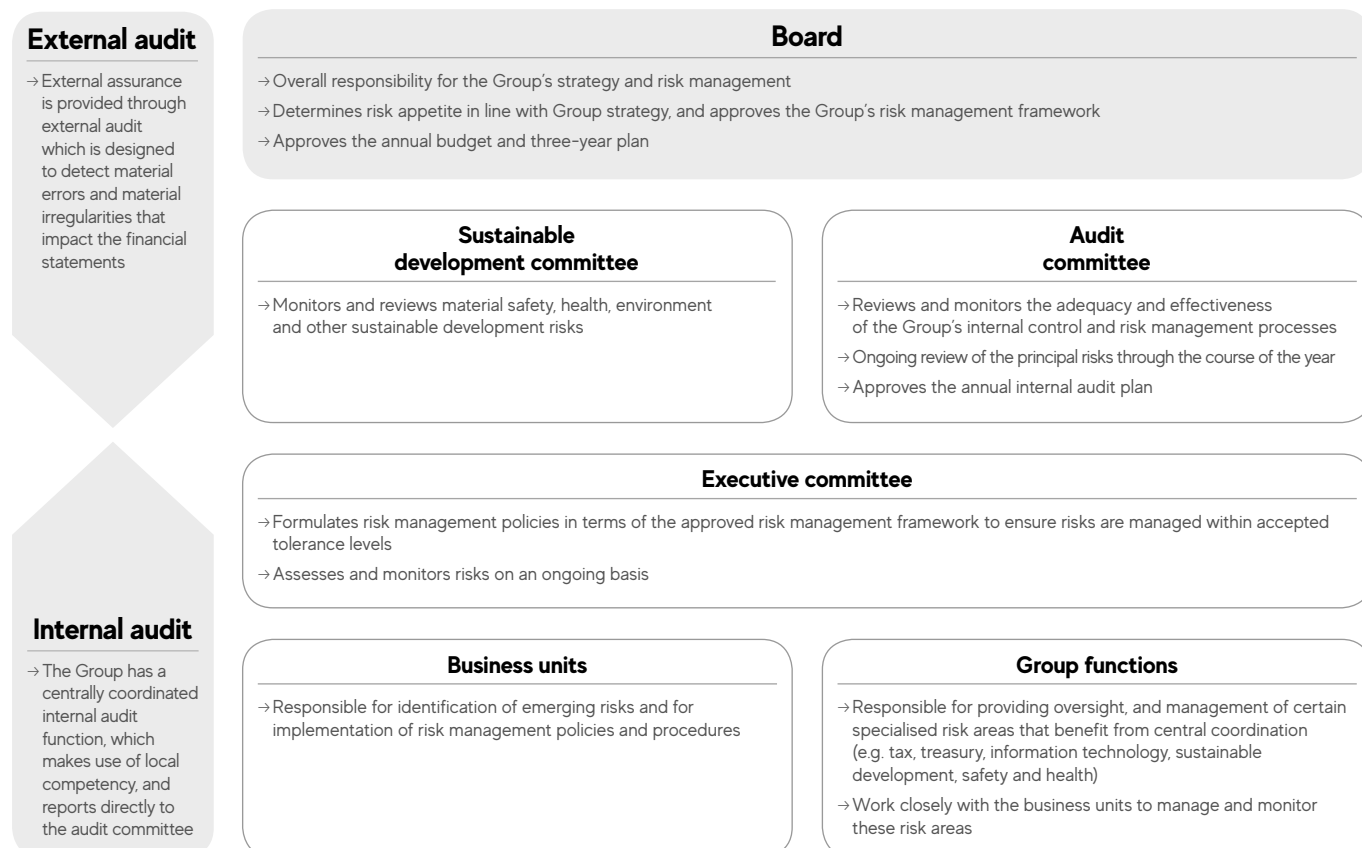 External audit
→ External assurance
is provided through
external audit
which is designed
to detect material
errors and material
irregularities that
impact the financial
statements
Board
→ Overall responsibility for the Group's strategy and risk management
→ Determines risk appetite in line with Group strategy, and approves the Group's risk management framework
→ Approves the annual budget and three-year plan
Sustainable
development committee
→ Monitors and reviews material safety, health, environment
and other sustainable development risks
Audit
committee
→ Reviews and monitors the adequacy and effectiveness
of the Group's internal control and risk management processes
→ Ongoing review of the principal risks through the course of the year
→ Approves the annual internal audit plan
Executive committee
→ Formulates risk management policies in terms of the approved risk management framework to ensure risks are managed within accepted
tolerance levels
→ Assesses and monitors risks on an ongoing basis
Internal audit
→ The Group has a
centrally coordinated
internal audit
function, which
makes use of local
competency, and
reports directly to
the audit committee
Business units
→ Responsible for identification of emerging risks and for
implementation of risk management policies and procedures
Group functions
→ Responsible for providing oversight, and management of certain
specialised risk areas that benefit from central coordination
(e.g. tax, treasury, information technology, sustainable
development, safety and health)
→ Work closely with the business units to manage and monitor
these risk areas